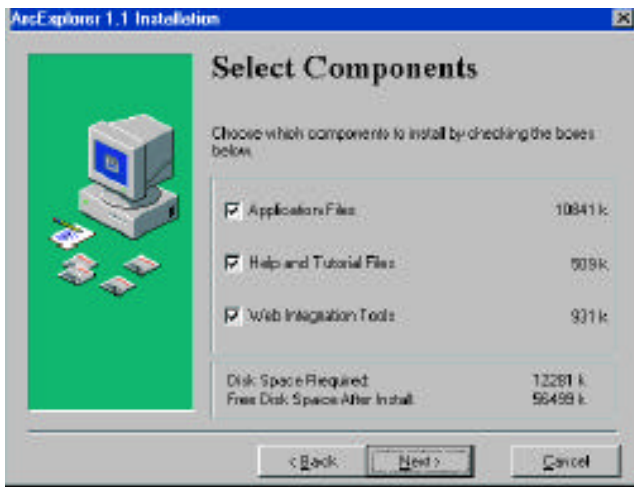 ArcExplorer 1.1 Installation
Select Components
Choose which components to install by checking the boxes
below.
Application Files 10841 k
Help and Tutorial Files 509 k
Web Integration Tools 931 k
Disk Space Required: 12281 k
Free Disk Space After Install: 56499 k
< Back Next > Cancel